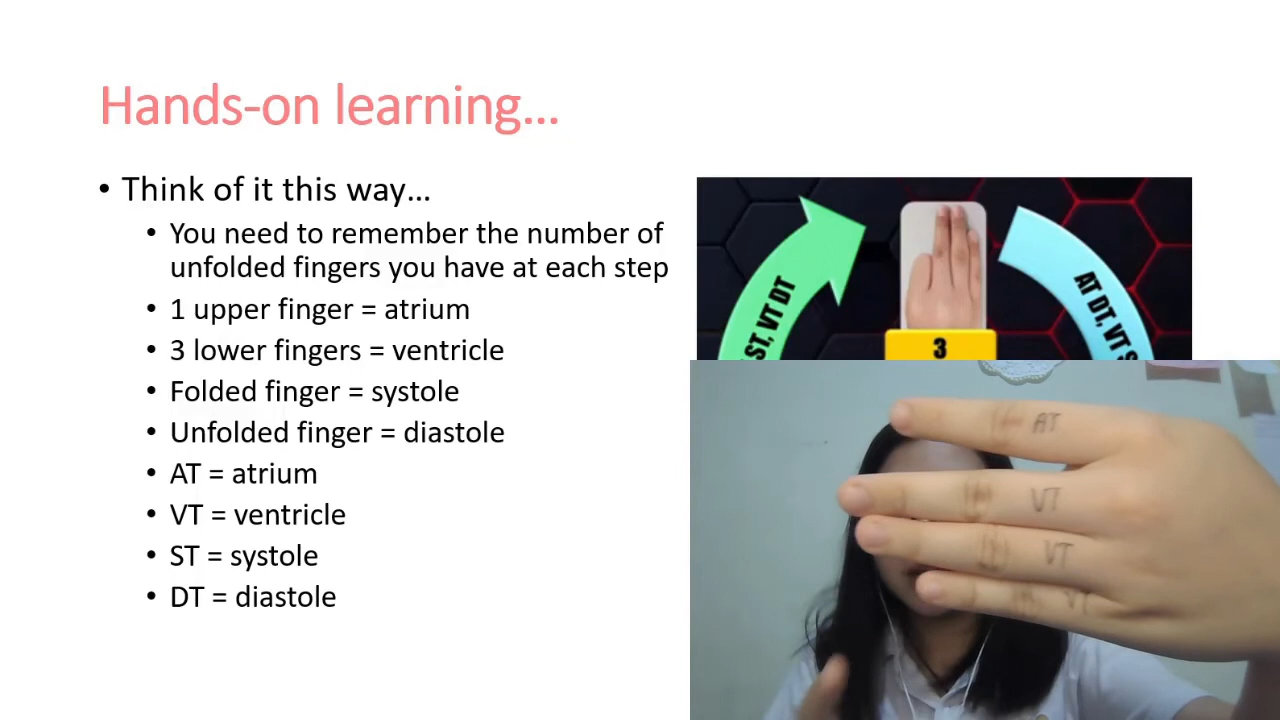 Hands-on learning...
• Think of it this way...
• You need to remember the number of
unfolded fingers you have at each step
• 1 upper finger = atrium
• 3 lower fingers = ventricle
• Folded finger = systole
• Unfolded finger = diastole
• AT = atrium
• VT = ventricle
• ST = systole
• DT = diastole
ST, VT DT
AT DT, VT S
3
AT
VT
VT
VT